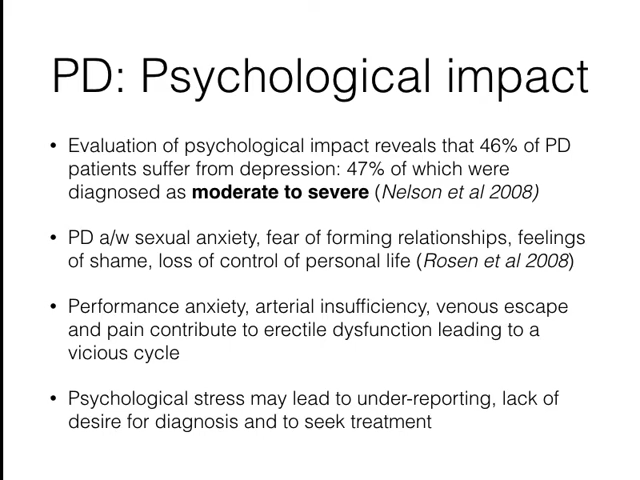 PD: Psychological impact
• Evaluation of psychological impact reveals that 46% of PD
patients suffer from depression: 47% of which were
diagnosed as moderate to severe (Nelson et al 2008)
• PD a/w sexual anxiety, fear of forming relationships, feelings
of shame, loss of control of personal life (Rosen et al 2008)
• Performance anxiety, arterial insufficiency, venous escape
and pain contribute to erectile dysfunction leading to a
vicious cycle
• Psychological stress may lead to under-reporting, lack of
desire for diagnosis and to seek treatment